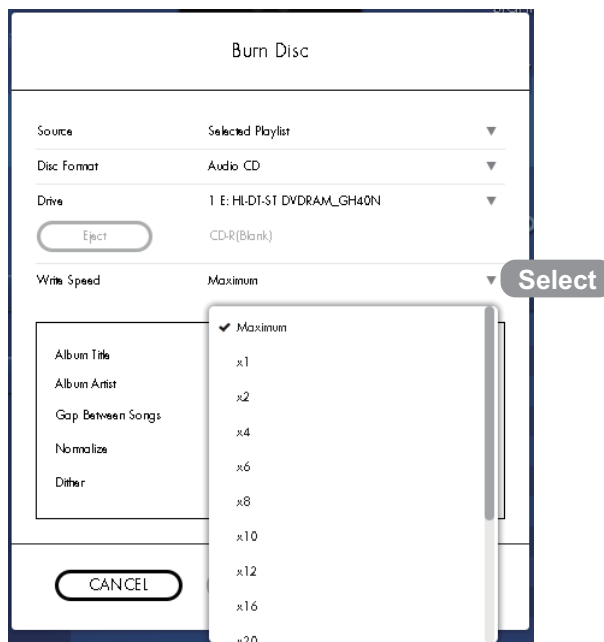 Burn Disc
Source Selected Playlist
Disc Format Audio CD
Drive 1 E: HL-DT-ST DVDRAM_GH40N
Eject CD-R(Blank)
Write Speed Maximum Select
✔ Maximum
x1
Album Title
Album Artist
x2
Gap Between Songs
x4
Normalize
x6
Dither
x8
x10
CANCEL
x12
x16
x20